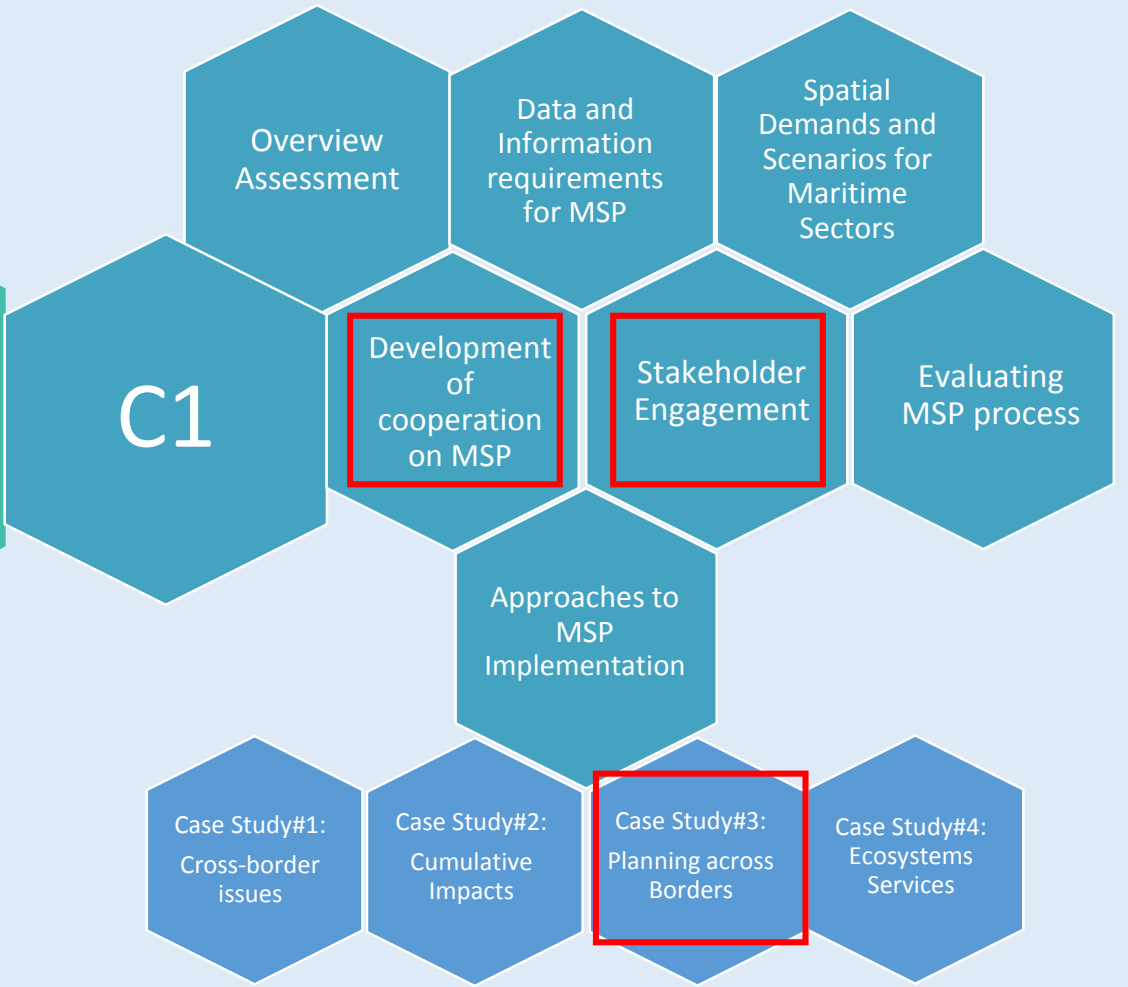 Overview
Assessment
Data and
Information
requirements
for MSP
Spatial
Demands and
Scenarios for
Maritime
Sectors
C1
Development
of
cooperation
on MSP
Stakeholder
Engagement
Evaluating
MSP process
Approaches to
MSP
Implementation
Case Study#1:
Cross-border
issues
Case Study#2:
Cumulative
Impacts
Case Study#3:
Planning across
Borders
Case Study#4:
Ecosystems
Services